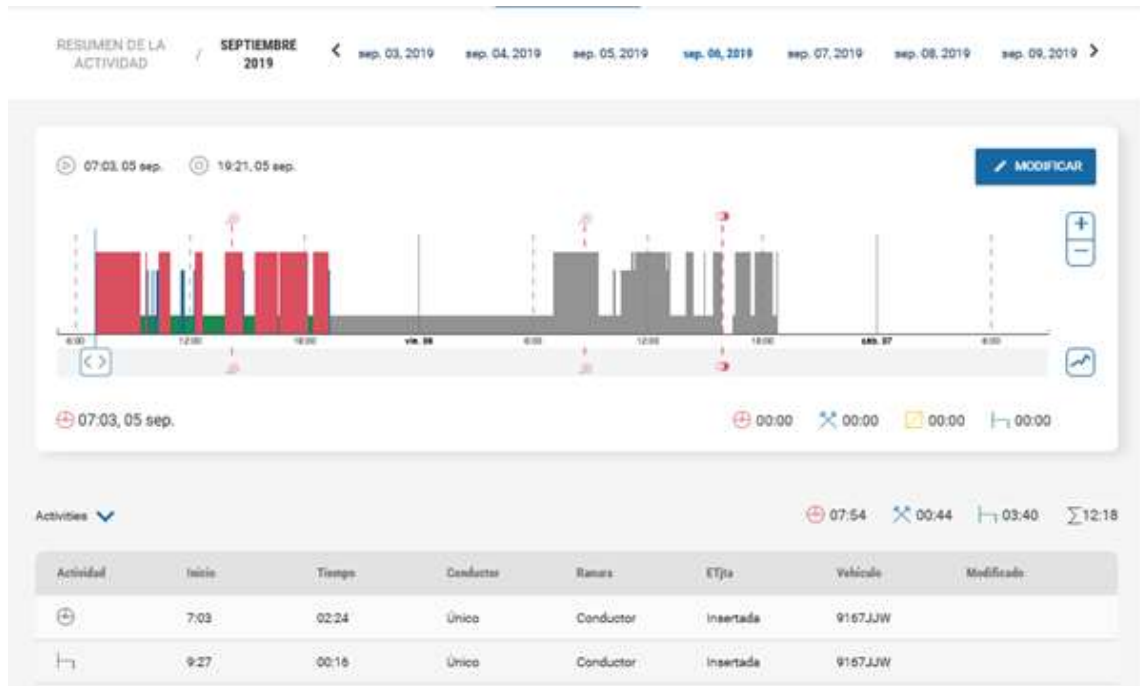 RESUMEN DE LA ACTIVIDAD / SEPTIEMBRE 2019 sep. 03, 2019 sep. 04, 2019 sep. 05, 2019 sep. 06, 2019 sep. 07, 2019 sep. 08, 2019 sep. 09, 2019
07:03, 05 sep. 19:21, 05 sep. MODIFICAR
6:00 12:00 18:00 vie. 06 6:00 12:00 18:00 sáb. 07 6:00
07:03, 05 sep. 00:00 00:00 00:00 00:00
Activities 07:54 00:44 03:40 ∑12:18
Actividad Inicio Tiempo Conductor Ranura ETjta Vehículo Modificado
7:03 02:24 Único Conductor Insertada 9167JJW
9:27 00:16 Único Conductor Insertada 9167JJW